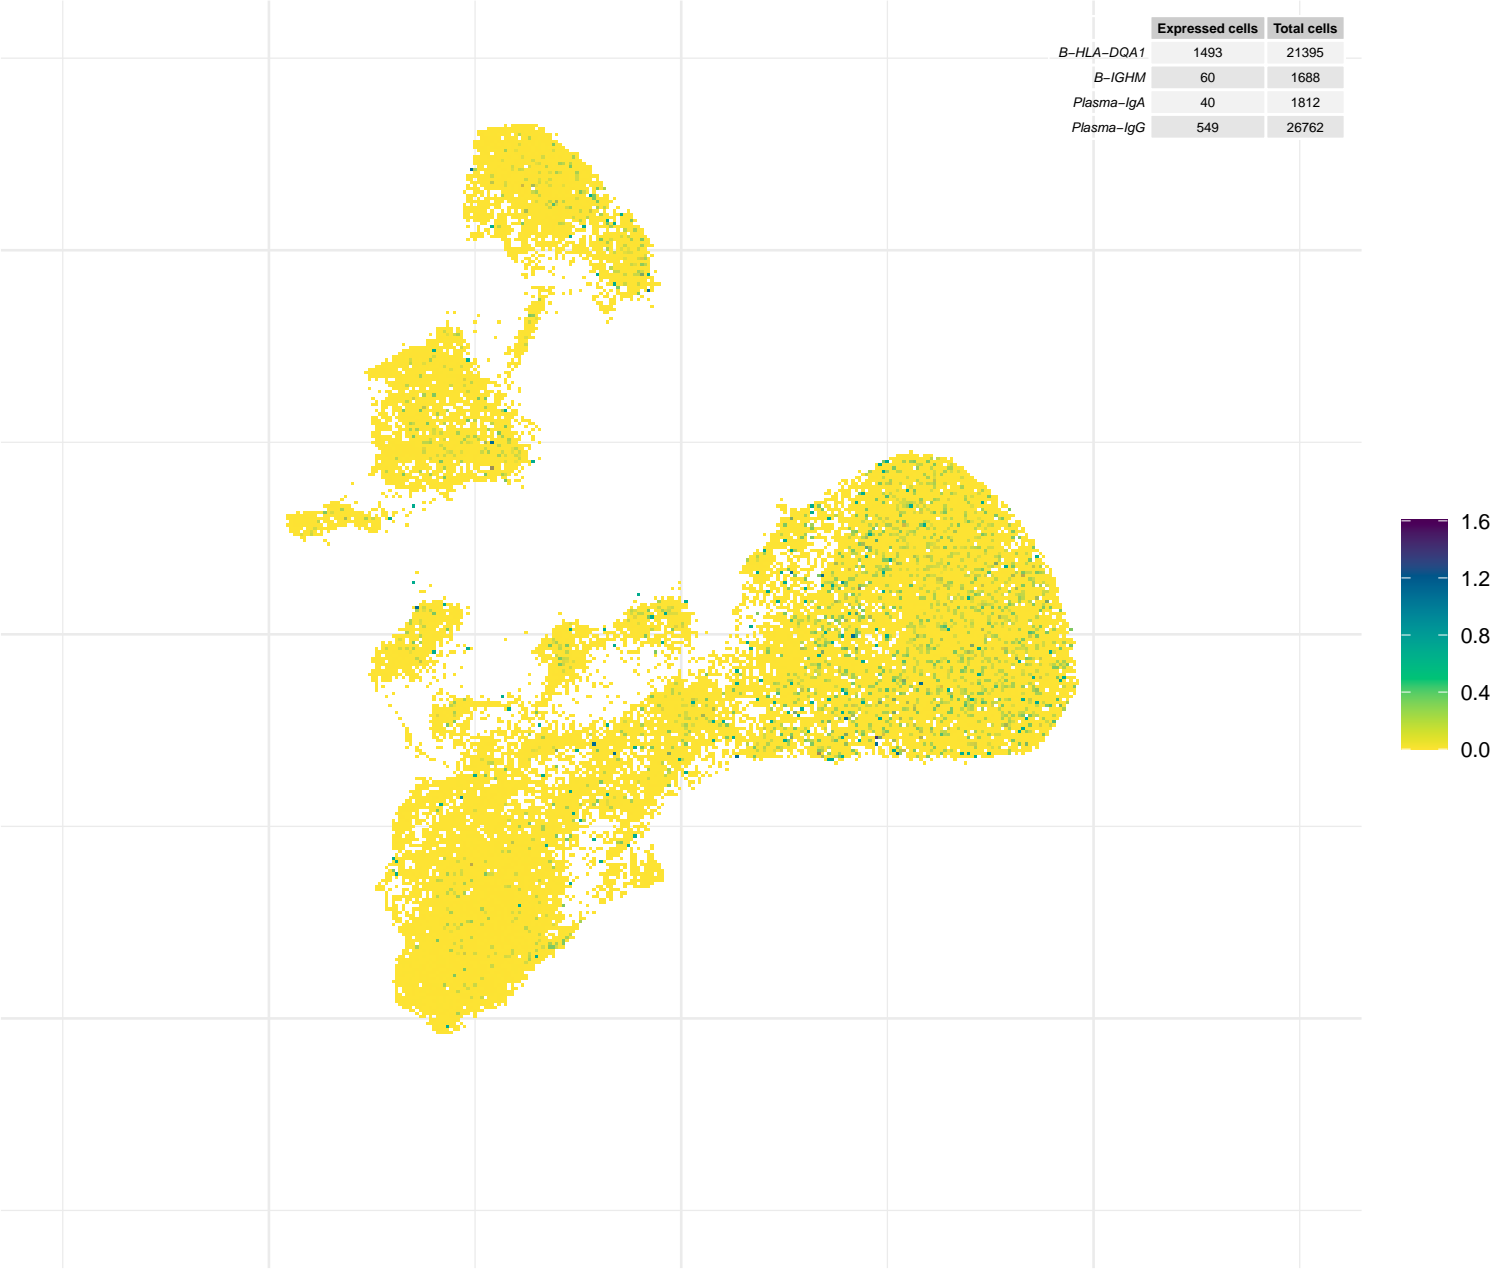 Expressed cells Total cells
B−HLA−DQA1 1493 21395
B−IGHM 60 1688
Plasma−IgA 40 1812
Plasma−IgG 549 26762
1.6
1.2
0.8
0.4
0.0